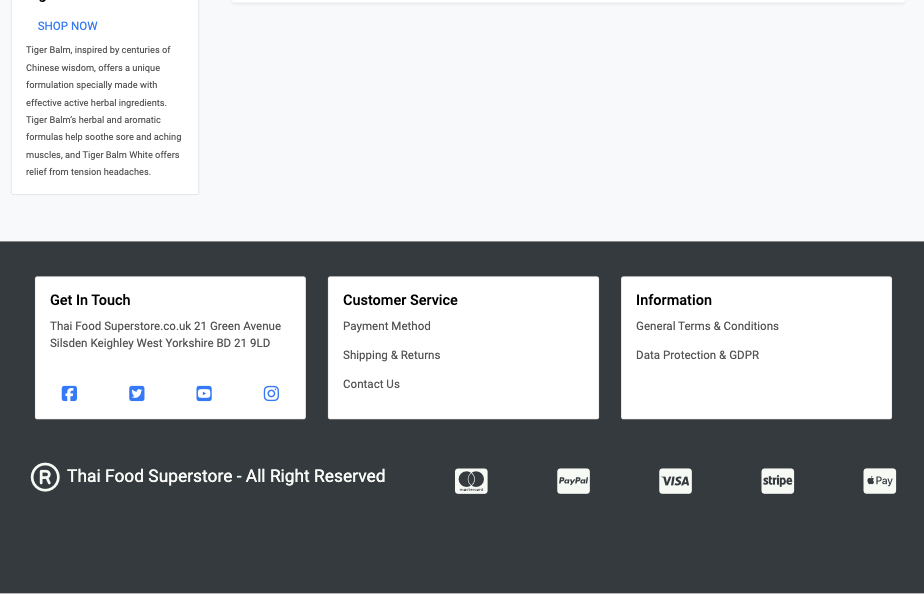 SHOP NOW
Tiger Balm, inspired by centuries of
Chinese wisdom, offers a unique
formulation specially made with
effective active herbal ingredients.
Tiger Balm's herbal and aromatic
formulas help soothe sore and aching
muscles, and Tiger Balm White offers
relief from tension headaches.
Get In Touch
Thai Food Superstore.co.uk 21 Green Avenue
Silsden Keighley West Yorkshire BD 21 9LD
Customer Service
Payment Method
Shipping & Returns
Contact Us
Information
General Terms & Conditions
Data Protection & GDPR
® Thai Food Superstore - All Right Reserved
mastercard
PayPal
VISA
stripe
Pay